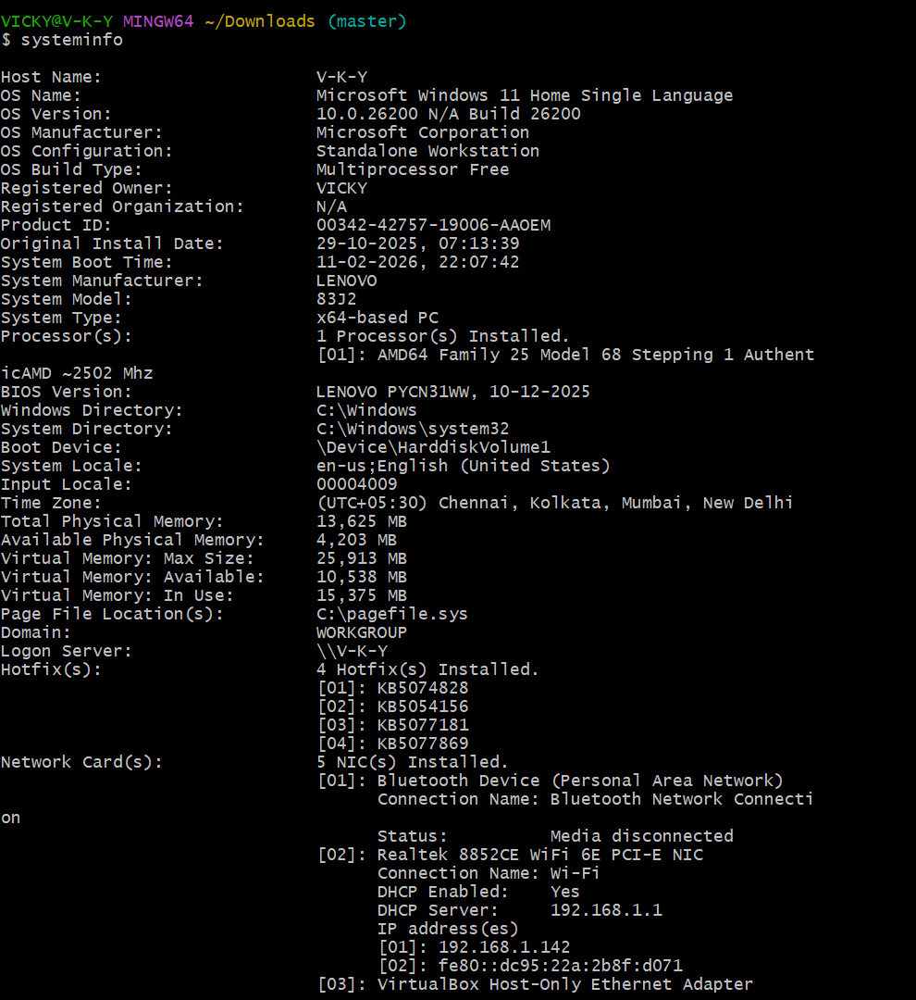 VICKY@V-K-Y MINGW64 ~/Downloads (master)
$ systeminfo

Host Name:                     V-K-Y
OS Name:                       Microsoft Windows 11 Home Single Language
OS Version:                    10.0.26200 N/A Build 26200
OS Manufacturer:               Microsoft Corporation
OS Configuration:              Standalone Workstation
OS Build Type:                 Multiprocessor Free
Registered Owner:              VICKY
Registered Organization:       N/A
Product ID:                    00342-42757-19006-AAOEM
Original Install Date:         29-10-2025, 07:13:39
System Boot Time:              11-02-2026, 22:07:42
System Manufacturer:           LENOVO
System Model:                  83J2
System Type:                   x64-based PC
Processor(s):                  1 Processor(s) Installed.
                               [01]: AMD64 Family 25 Model 68 Stepping 1 Authent
icAMD ~2502 Mhz
BIOS Version:                  LENOVO PYCN31WW, 10-12-2025
Windows Directory:             C:\Windows
System Directory:              C:\Windows\system32
Boot Device:                   \Device\HarddiskVolume1
System Locale:                 en-us;English (United States)
Input Locale:                  00004009
Time Zone:                     (UTC+05:30) Chennai, Kolkata, Mumbai, New Delhi
Total Physical Memory:         13,625 MB
Available Physical Memory:     4,203 MB
Virtual Memory: Max Size:      25,913 MB
Virtual Memory: Available:     10,538 MB
Virtual Memory: In Use:        15,375 MB
Page File Location(s):         C:\pagefile.sys
Domain:                        WORKGROUP
Logon Server:                  \\V-K-Y
Hotfix(s):                     4 Hotfix(s) Installed.
                               [01]: KB5074828
                               [02]: KB5054156
                               [03]: KB5077181
                               [04]: KB5077869
Network Card(s):               5 NIC(s) Installed.
                               [01]: Bluetooth Device (Personal Area Network)
                                     Connection Name: Bluetooth Network Connecti
on
                                     Status:          Media disconnected
                               [02]: Realtek 8852CE WiFi 6E PCI-E NIC
                                     Connection Name: Wi-Fi
                                     DHCP Enabled:    Yes
                                     DHCP Server:     192.168.1.1
                                     IP address(es)
                                     [01]: 192.168.1.142
                                     [02]: fe80::dc95:22a:2b8f:d071
                               [03]: VirtualBox Host-Only Ethernet Adapter